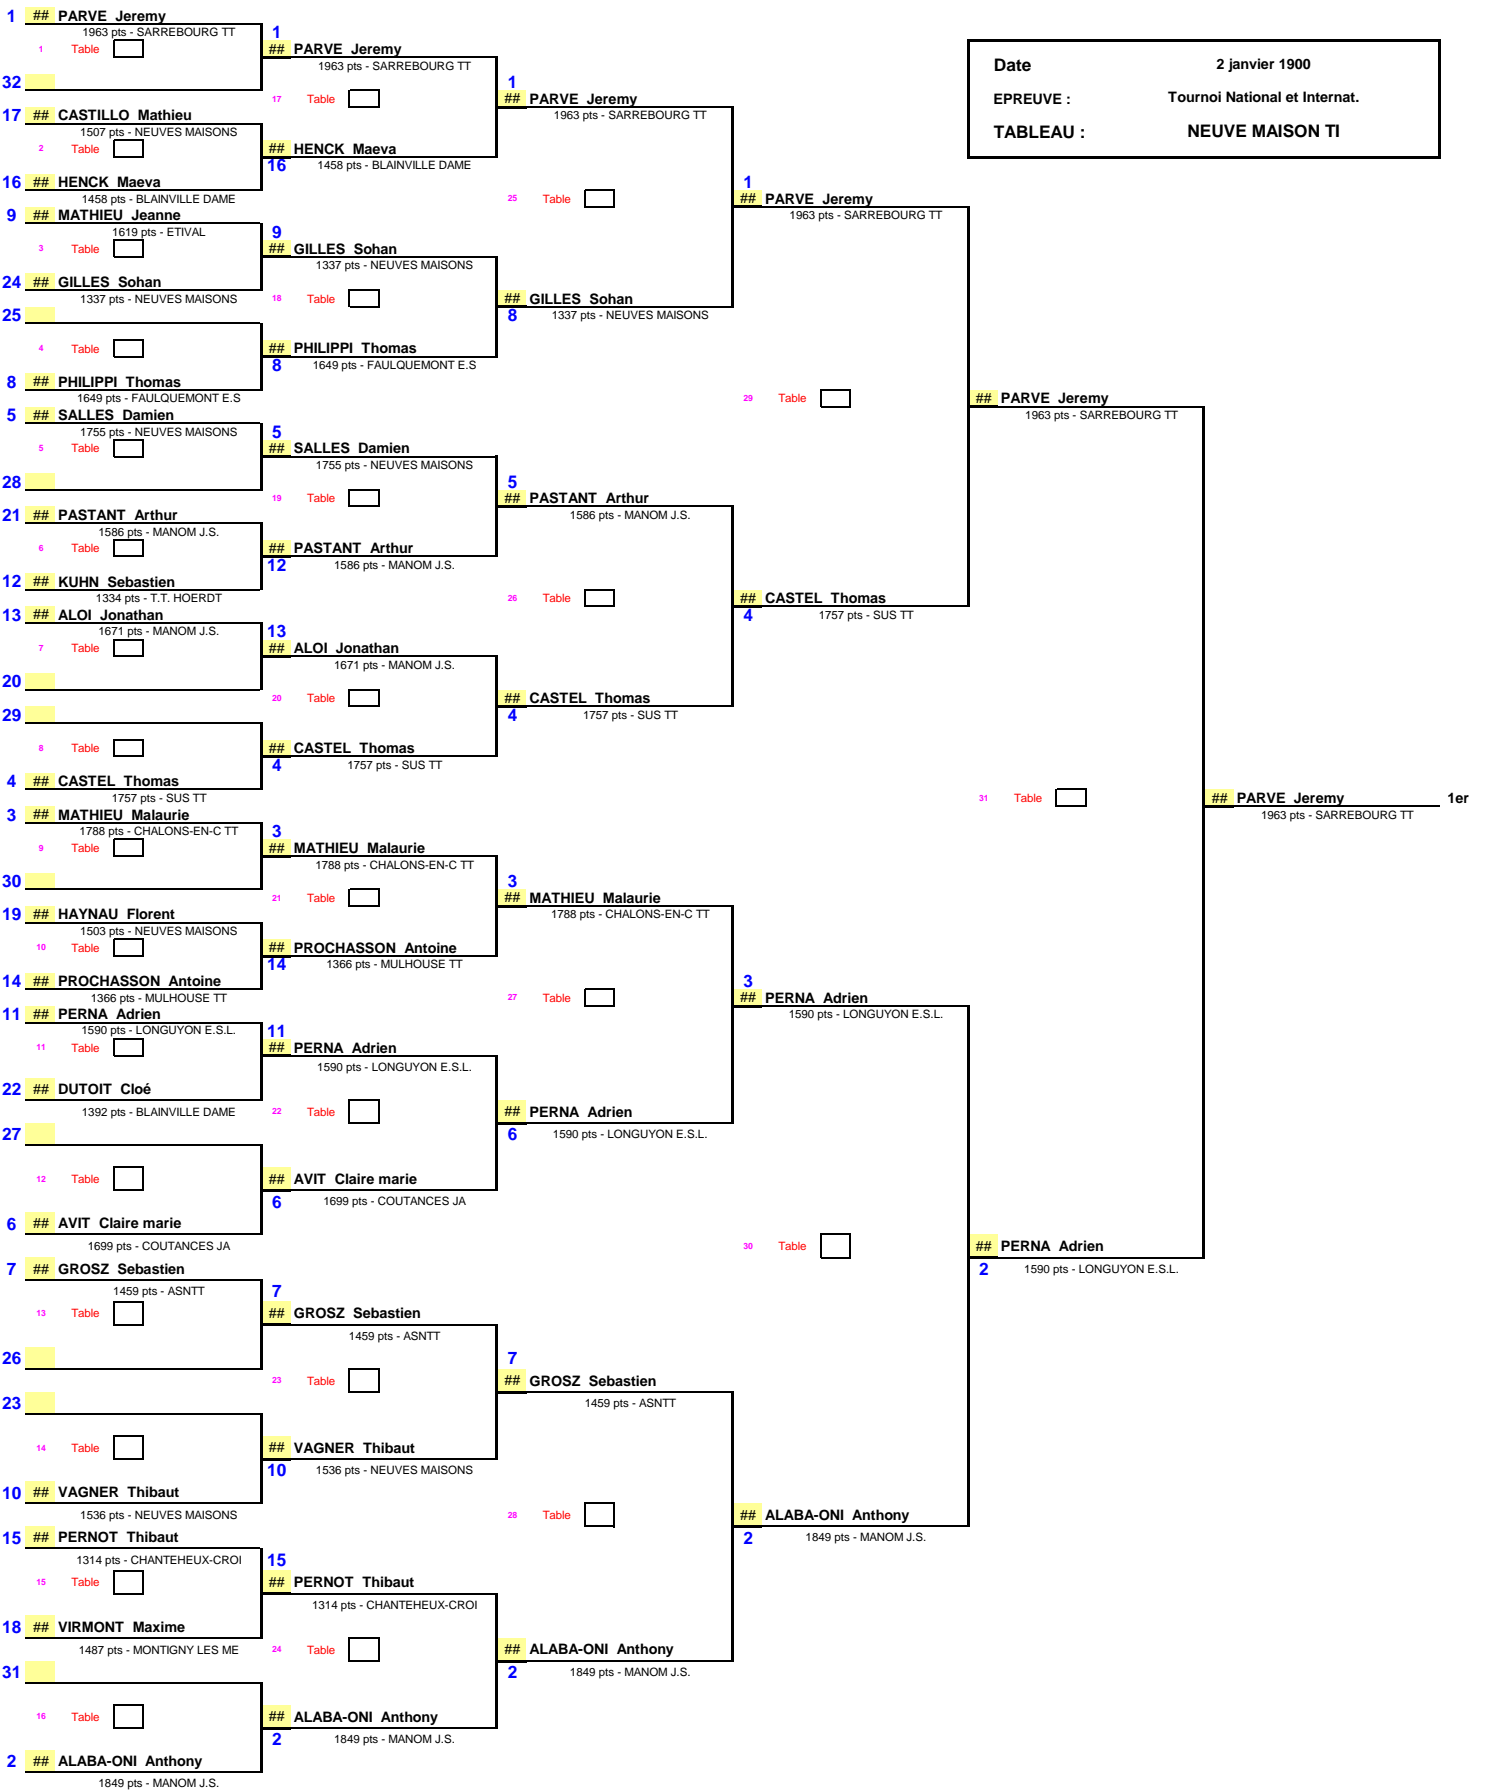 Date 2 janvier 1900
EPREUVE : Tournoi National et Internat.
TABLEAU : NEUVE MAISON TI
1 ## PARVE Jeremy
1963 pts - SARREBOURG TT
1 Table
32
17 ## CASTILLO Mathieu
1507 pts - NEUVES MAISONS
2 Table
16 ## HENCK Maeva
1458 pts - BLAINVILLE DAME
9 ## MATHIEU Jeanne
1619 pts - ETIVAL
3 Table
24 ## GILLES Sohan
1337 pts - NEUVES MAISONS
25
4 Table
8 ## PHILIPPI Thomas
1649 pts - FAULQUEMONT E.S
5 ## SALLES Damien
1755 pts - NEUVES MAISONS
5 Table
28
21 ## PASTANT Arthur
1586 pts - MANOM J.S.
6 Table
12 ## KUHN Sebastien
1334 pts - T.T. HOERDT
13 ## ALOI Jonathan
1671 pts - MANOM J.S.
7 Table
20
29
8 Table
4 ## CASTEL Thomas
1757 pts - SUS TT
3 ## MATHIEU Malaurie
1788 pts - CHALONS-EN-C TT
9 Table
30
19 ## HAYNAU Florent
1503 pts - NEUVES MAISONS
10 Table
14 ## PROCHASSON Antoine
1366 pts - MULHOUSE TT
11 ## PERNA Adrien
1590 pts - LONGUYON E.S.L.
11 Table
22 ## DUTOIT Cloé
1392 pts - BLAINVILLE DAME
27
12 Table
6 ## AVIT Claire marie
1699 pts - COUTANCES JA
7 ## GROSZ Sebastien
1459 pts - ASNTT
13 Table
26
23
14 Table
10 ## VAGNER Thibaut
1536 pts - NEUVES MAISONS
15 ## PERNOT Thibaut
1314 pts - CHANTEHEUX-CROI
15 Table
18 ## VIRMONT Maxime
1487 pts - MONTIGNY LES ME
31
16 Table
2 ## ALABA-ONI Anthony
1849 pts - MANOM J.S.
1
## PARVE Jeremy
1963 pts - SARREBOURG TT
17 Table
## HENCK Maeva
16 1458 pts - BLAINVILLE DAME
9
## GILLES Sohan
1337 pts - NEUVES MAISONS
18 Table
## PHILIPPI Thomas
8 1649 pts - FAULQUEMONT E.S
5
## SALLES Damien
1755 pts - NEUVES MAISONS
19 Table
## PASTANT Arthur
12 1586 pts - MANOM J.S.
13
## ALOI Jonathan
1671 pts - MANOM J.S.
20 Table
## CASTEL Thomas
4 1757 pts - SUS TT
3
## MATHIEU Malaurie
1788 pts - CHALONS-EN-C TT
21 Table
## PROCHASSON Antoine
14 1366 pts - MULHOUSE TT
11
## PERNA Adrien
1590 pts - LONGUYON E.S.L.
22 Table
## AVIT Claire marie
6 1699 pts - COUTANCES JA
7
## GROSZ Sebastien
1459 pts - ASNTT
23 Table
## VAGNER Thibaut
10 1536 pts - NEUVES MAISONS
15
## PERNOT Thibaut
1314 pts - CHANTEHEUX-CROI
24 Table
## ALABA-ONI Anthony
2 1849 pts - MANOM J.S.
1
## PARVE Jeremy
1963 pts - SARREBOURG TT
25 Table
## GILLES Sohan
8 1337 pts - NEUVES MAISONS
5
## PASTANT Arthur
1586 pts - MANOM J.S.
26 Table
## CASTEL Thomas
4 1757 pts - SUS TT
3
## MATHIEU Malaurie
1788 pts - CHALONS-EN-C TT
27 Table
## PERNA Adrien
6 1590 pts - LONGUYON E.S.L.
7
## GROSZ Sebastien
1459 pts - ASNTT
28 Table
## ALABA-ONI Anthony
2 1849 pts - MANOM J.S.
1
## PARVE Jeremy
1963 pts - SARREBOURG TT
29 Table
## CASTEL Thomas
4 1757 pts - SUS TT
3
## PERNA Adrien
1590 pts - LONGUYON E.S.L.
30 Table
## ALABA-ONI Anthony
2 1849 pts - MANOM J.S.
## PARVE Jeremy
1963 pts - SARREBOURG TT
31 Table
## PERNA Adrien
2 1590 pts - LONGUYON E.S.L.
## PARVE Jeremy 1er
1963 pts - SARREBOURG TT